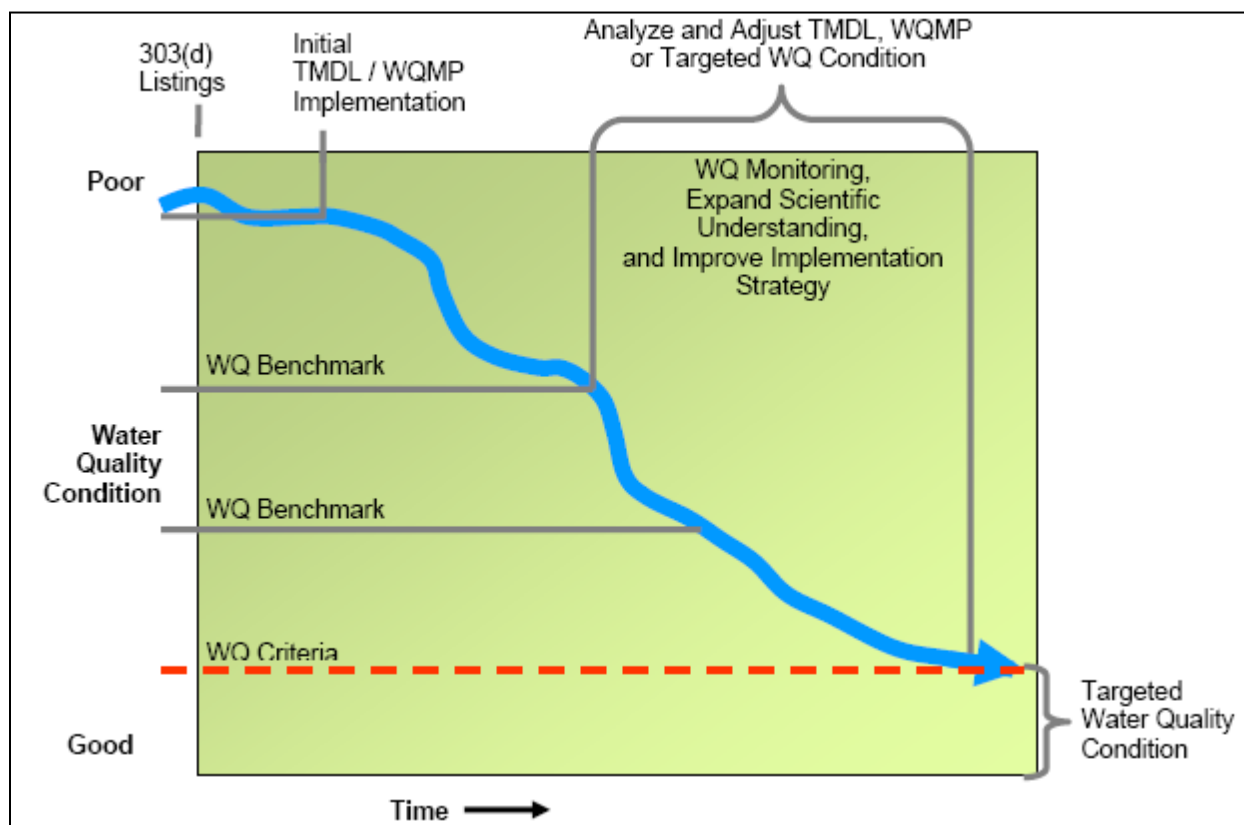 303(d)
Listings
Initial
TMDL / WQMP
Implementation
Analyze and Adjust TMDL, WQMP
or Targeted WQ Condition
Poor
WQ Monitoring,
Expand Scientific
Understanding,
and Improve Implementation
Strategy
WQ Benchmark
Water
Quality
Condition
WQ Benchmark
WQ Criteria
Good
Targeted
Water Quality
Condition
Time